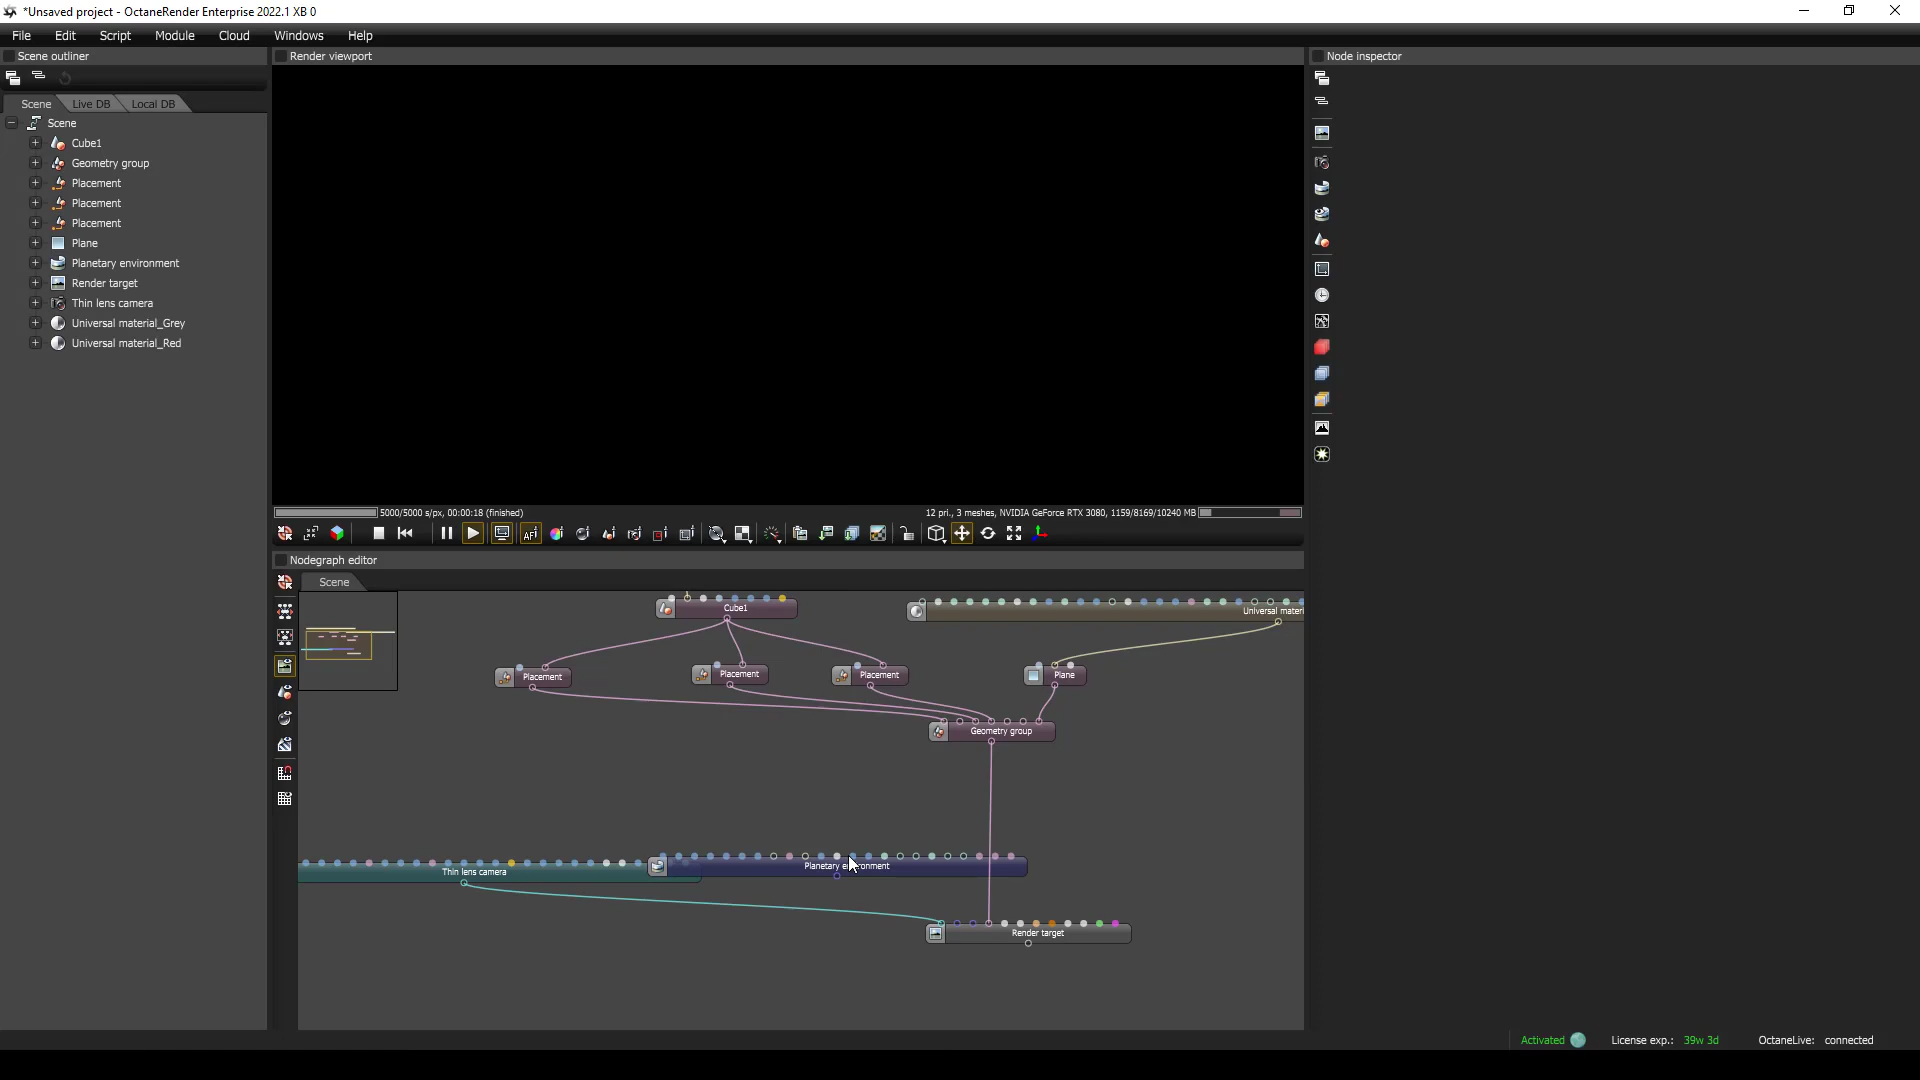 *Unsaved project - OctaneRender Enterprise 2022.1 XB 0
File Edit Script Module Cloud Windows Help
Scene outliner
Scene Live DB Local DB
Scene
Cube1
Geometry group
Placement
Placement
Placement
Plane
Planetary environment
Render target
Thin lens camera
Universal material_Grey
Universal material_Red
Render viewport
5000/5000 s/px, 00:00:18 (finished)
12 pri., 3 meshes, NVIDIA GeForce RTX 3080, 1159/8169/10240 MB
AF
Nodegraph editor
Scene
Cube1
Universal materi
Placement
Placement
Placement
Plane
Geometry group
Thin lens camera
Planetary environment
Render target
Node inspector
Activated License exp.: 39w 3d OctaneLive: connected